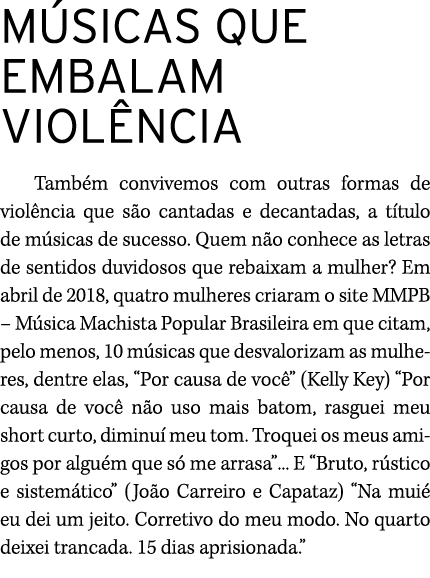 MÚSICAS QUE
EMBALAM
VIOLÊNCIA
Também convivemos com outras formas de
violência que são cantadas e decantadas, a título
de músicas de sucesso. Quem não conhece as letras
de sentidos duvidosos que rebaixam a mulher? Em
abril de 2018, quatro mulheres criaram o site MMPB
– Música Machista Popular Brasileira em que citam,
pelo menos, 10 músicas que desvalorizam as mulhe-
res, dentre elas, “Por causa de você” (Kelly Key) “Por
causa de você não uso mais batom, rasguei meu
short curto, diminuí meu tom. Troquei os meus ami-
gos por alguém que só me arrasa”... E “Bruto, rústico
e sistemático” (João Carreiro e Capataz) “Na muié
eu dei um jeito. Corretivo do meu modo. No quarto
deixei trancada. 15 dias aprisionada.”